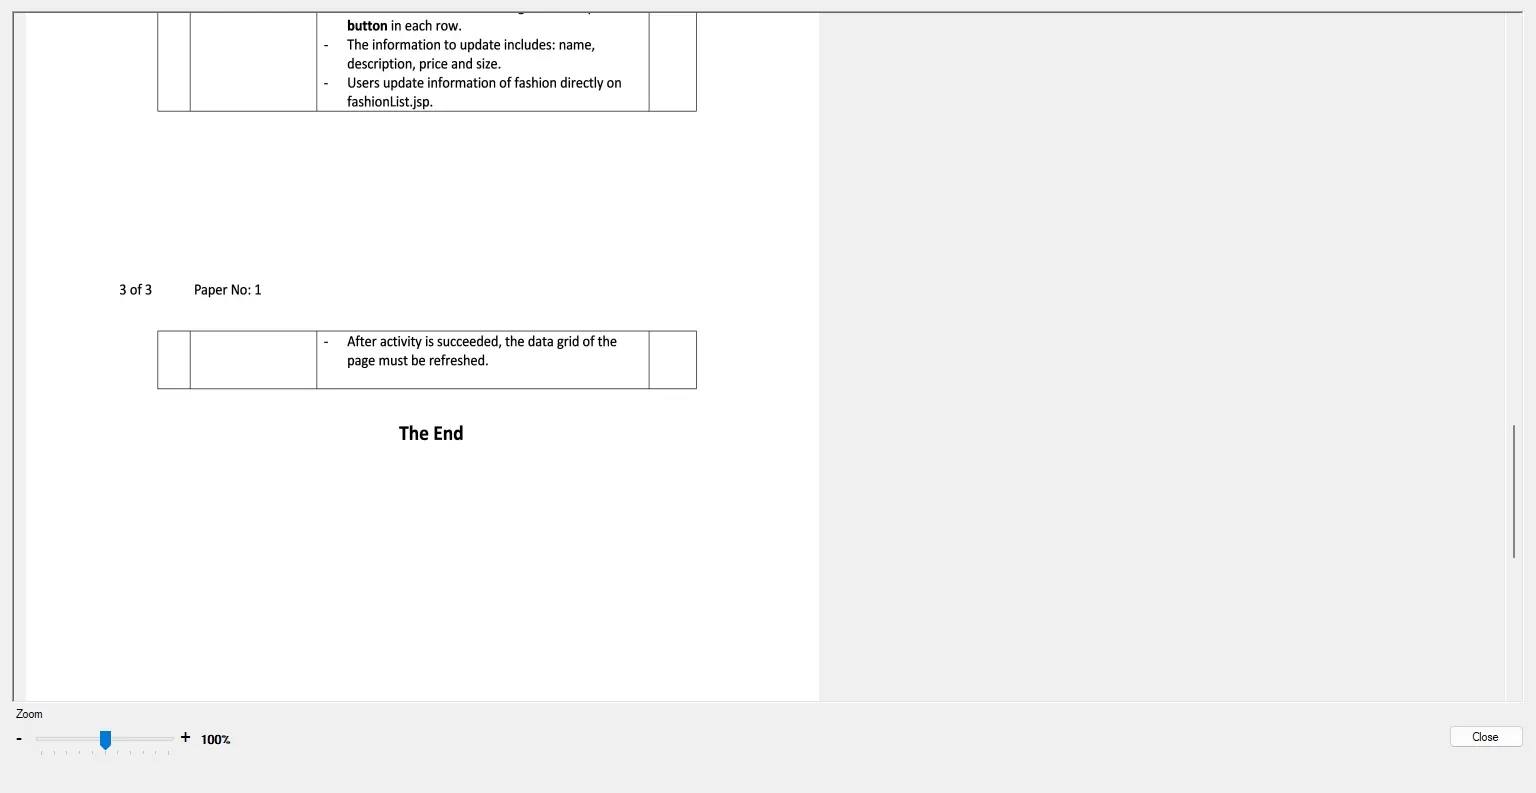 button in each row.
- The information to update includes: name,
description, price and size.
- Users update information of fashion directly on
fashionList.jsp.
3 of 3 Paper No: 1
- After activity is succeeded, the data grid of the
page must be refreshed.
The End
Zoom
- + 100%
Close